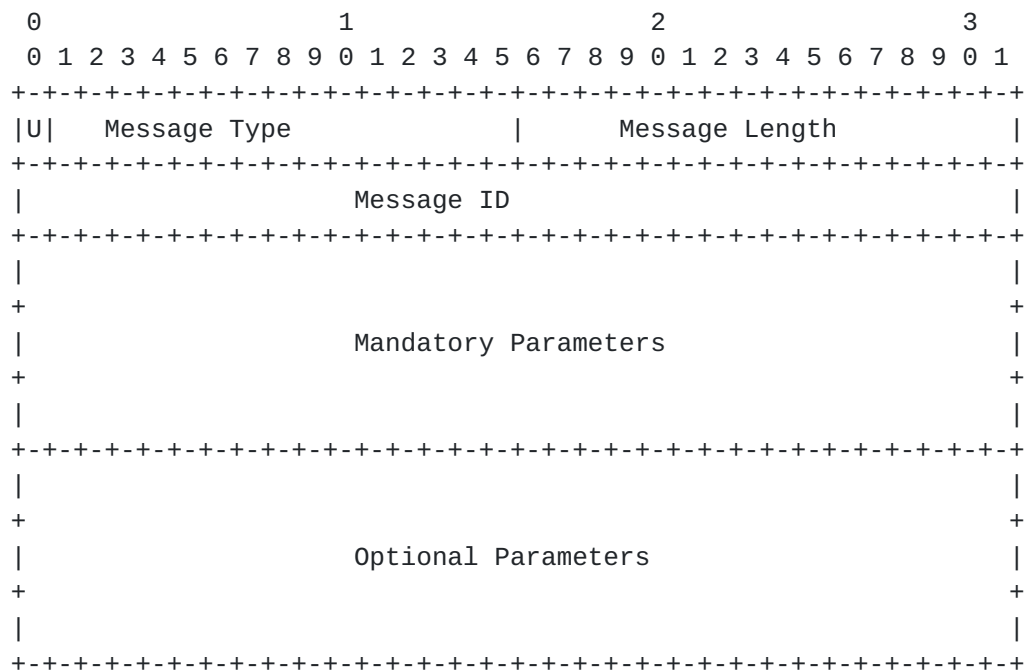 0                   1                   2                   3
 0 1 2 3 4 5 6 7 8 9 0 1 2 3 4 5 6 7 8 9 0 1 2 3 4 5 6 7 8 9 0 1
+-+-+-+-+-+-+-+-+-+-+-+-+-+-+-+-+-+-+-+-+-+-+-+-+-+-+-+-+-+-+-+-+
|U|   Message Type              |      Message Length           |
+-+-+-+-+-+-+-+-+-+-+-+-+-+-+-+-+-+-+-+-+-+-+-+-+-+-+-+-+-+-+-+-+
|                     Message ID                                |
+-+-+-+-+-+-+-+-+-+-+-+-+-+-+-+-+-+-+-+-+-+-+-+-+-+-+-+-+-+-+-+-+
|                                                               |
+                                                               +
|                     Mandatory Parameters                      |
+                                                               +
|                                                               |
+-+-+-+-+-+-+-+-+-+-+-+-+-+-+-+-+-+-+-+-+-+-+-+-+-+-+-+-+-+-+-+-+
|                                                               |
+                                                               +
|                     Optional Parameters                       |
+                                                               +
|                                                               |
+-+-+-+-+-+-+-+-+-+-+-+-+-+-+-+-+-+-+-+-+-+-+-+-+-+-+-+-+-+-+-+-+